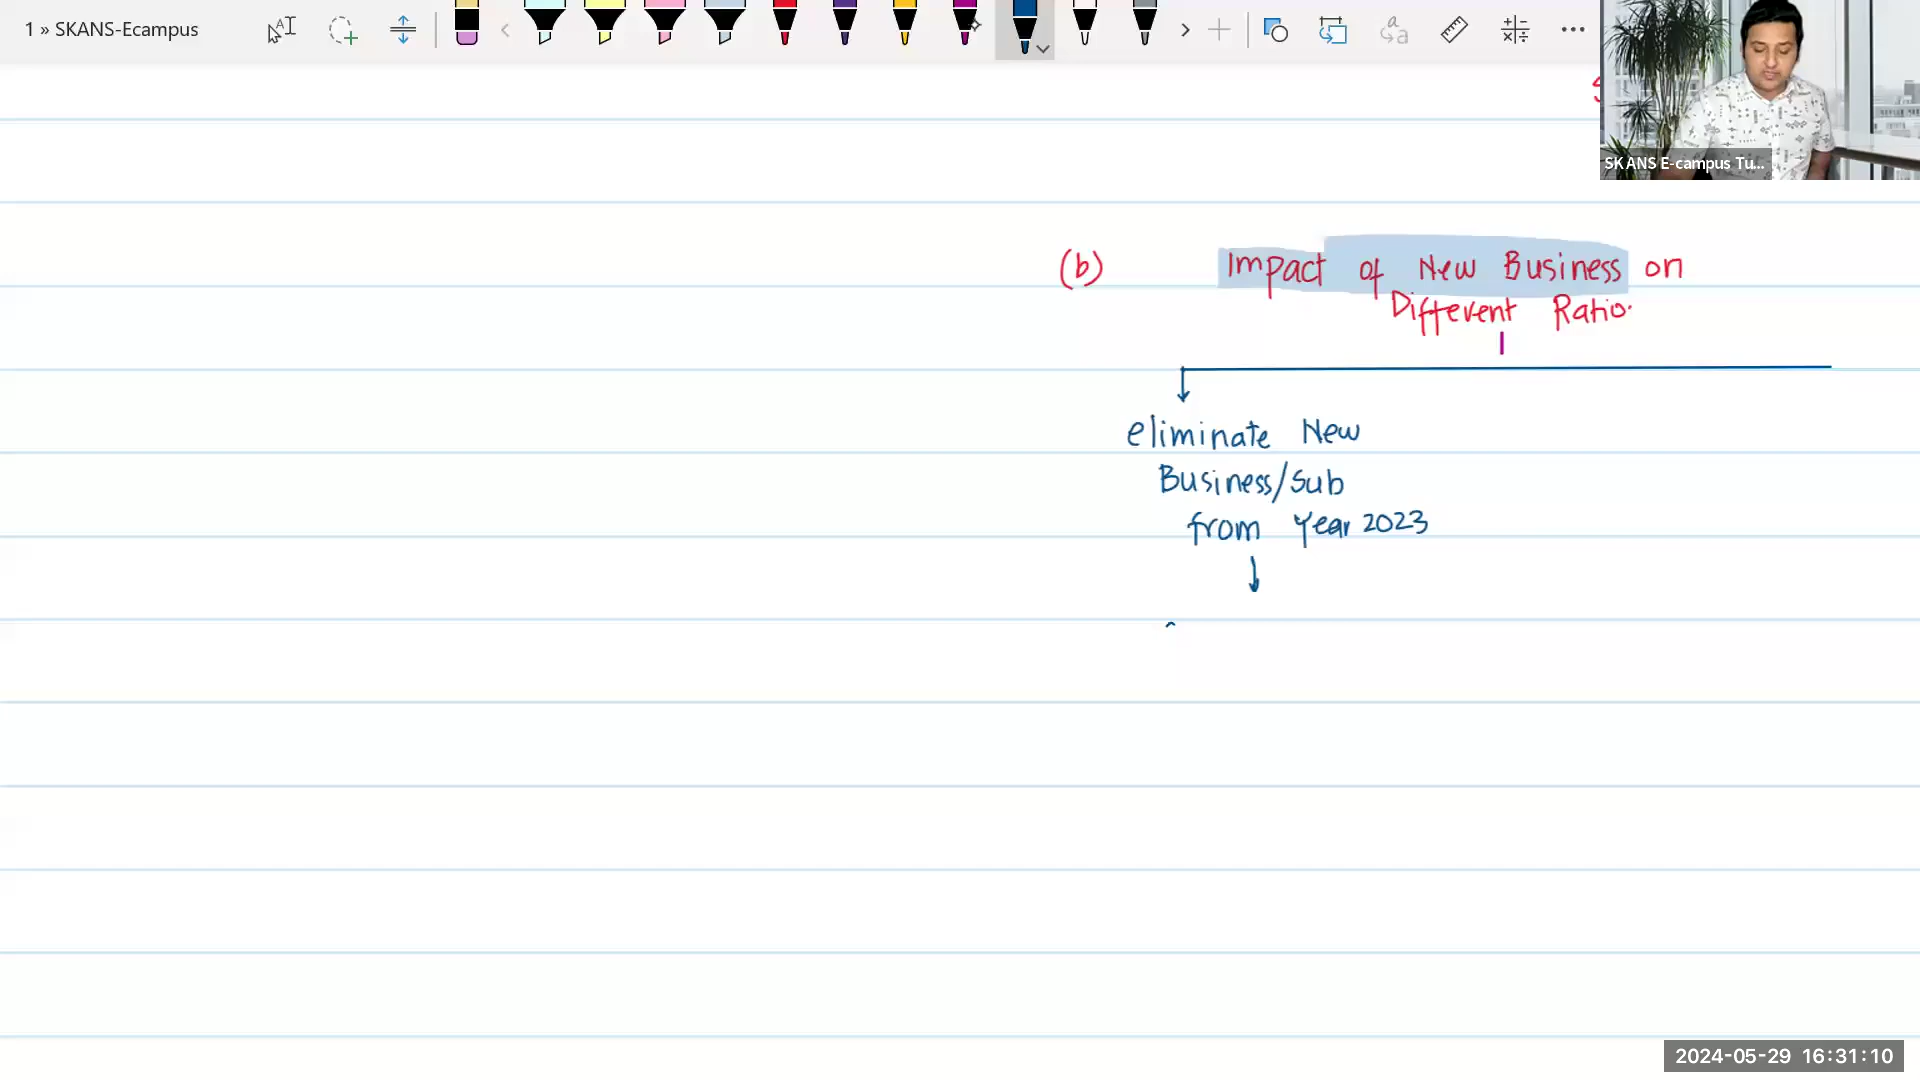 1 » SKANS-Ecampus
SKANS E-campus Tu...
(b) Impact of New Business on
Different Ratio.
eliminate New
Business/Sub
from Year 2023
2024-05-29 16:31:10